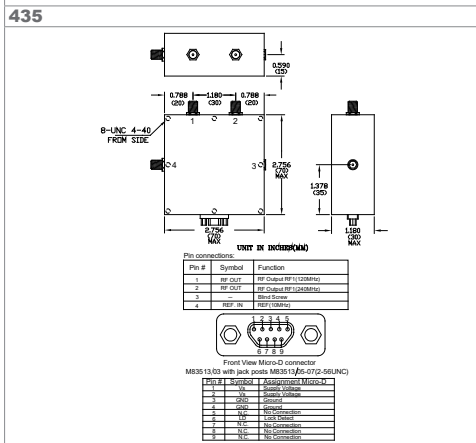 435
0.590
(15)
0.788
(20)
1.180
(30)
0.788
(20)
1
2
8-UNC 4-40
FROM SIDE
4
3
2.756
(70)
MAX
1.378
(35)
2.756
(70)
MAX
1.180
(30)
MAX
UNIT IN INCHES(MM)
Pin connections:
Pin # Symbol Function
1 RF OUT RF Output RF1(120MHz)
2 RF OUT RF Output RF1(240MHz)
3 — Blind Screw
4 REF. IN REF(10MHz)
1 2 3 4 5
6 7 8 9
Front View Micro-D connector
M83513/03 with jack posts M83513/05-07(2-56UNC)
Pin # Symbol Assignment Micro-D
1 Vs Supply Voltage
2 Vs Supply Voltage
3 GND Ground
4 GND Ground
5 N.C. No Connection
6 LD Lock Detect
7 N.C. No Connection
8 N.C. No Connection
9 N.C. No Connection